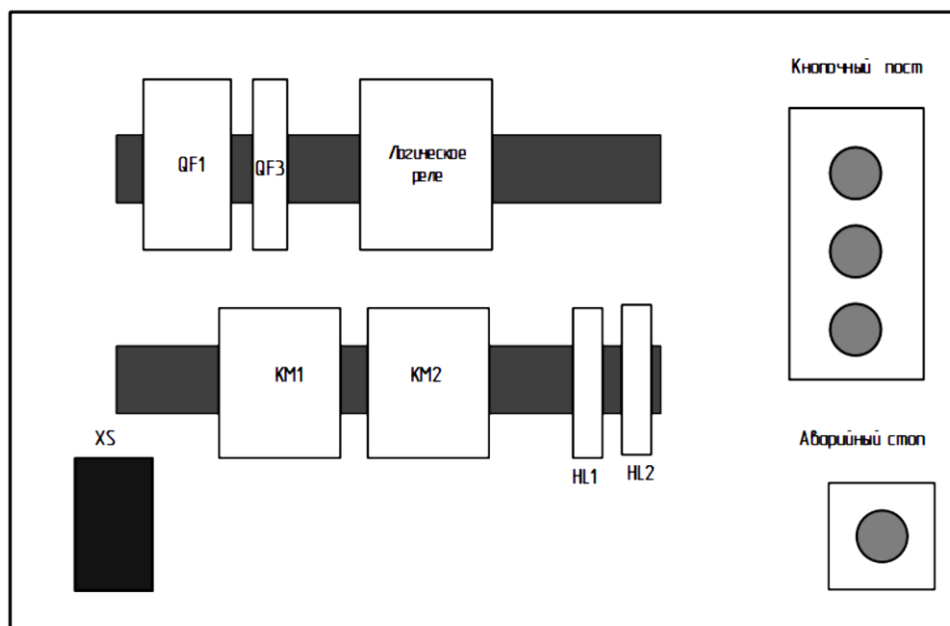 Кнопочный пост
QF1
QF3
Логическое
реле
KM1
KM2
XS
HL1
HL2
Аварийный стоп